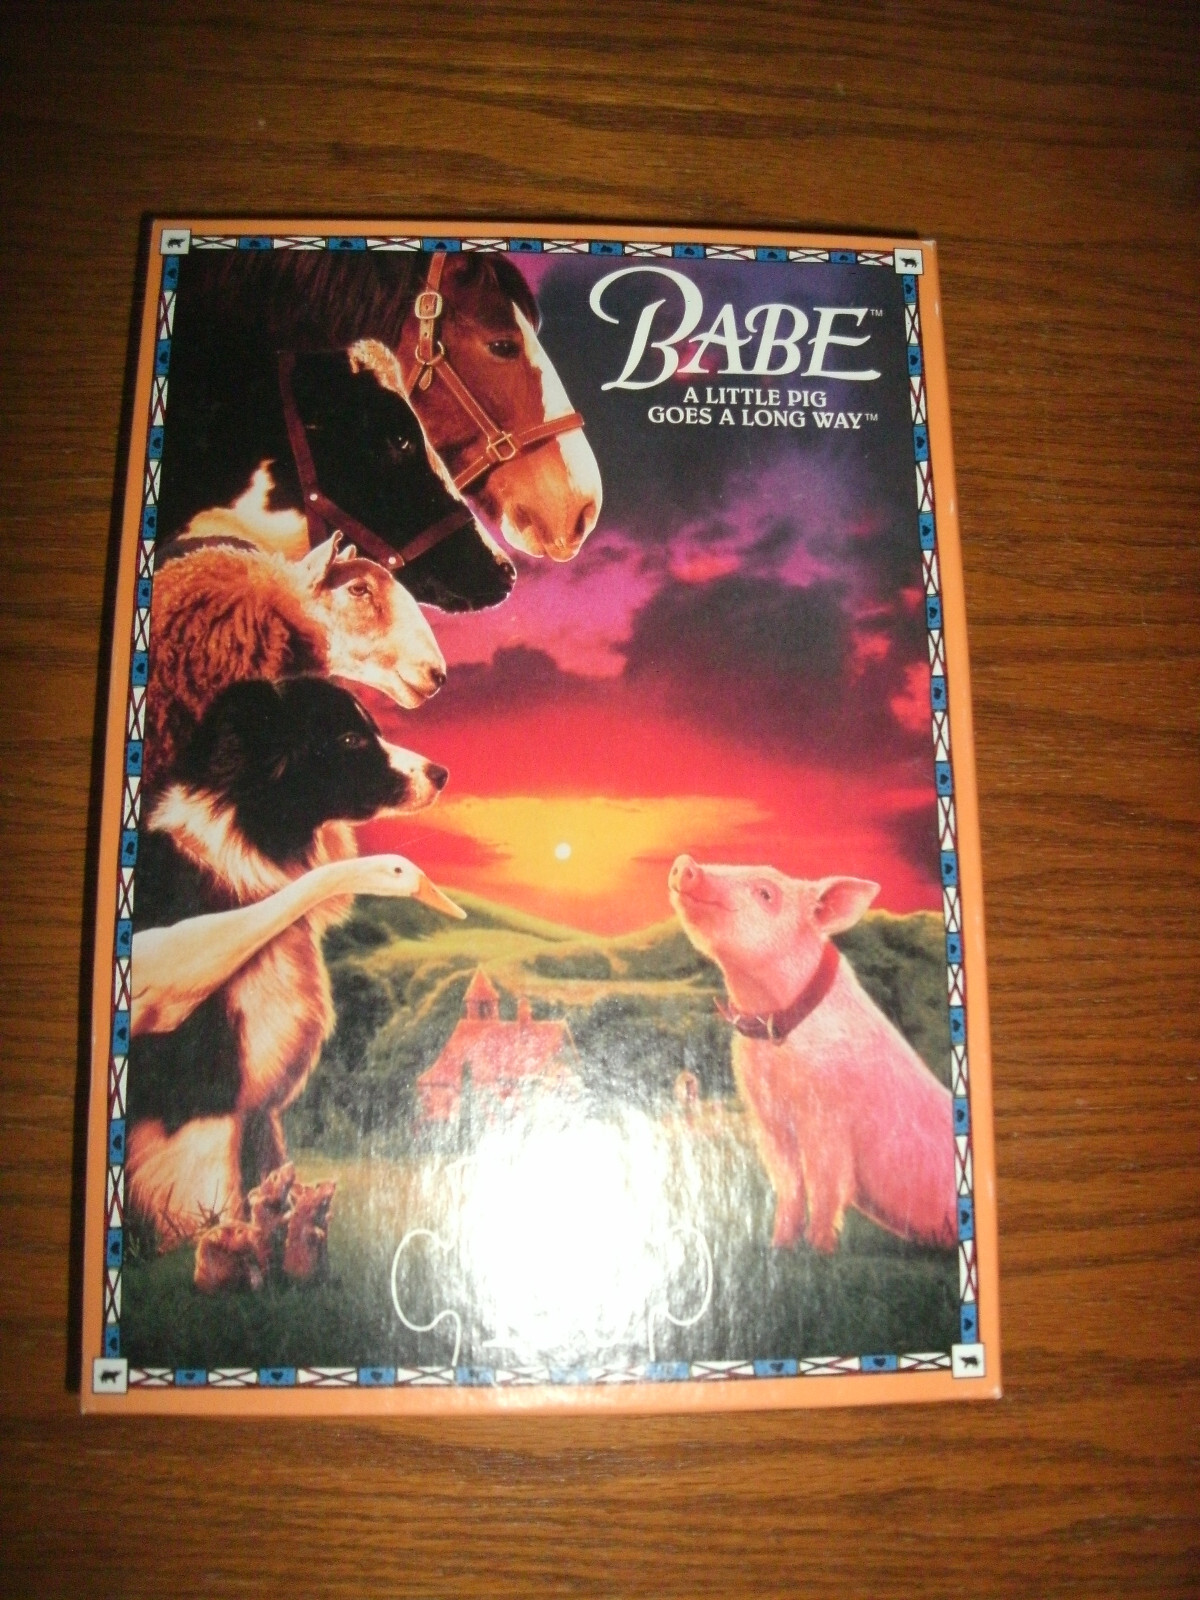 BABE™
A LITTLE PIG
GOES A LONG WAY™